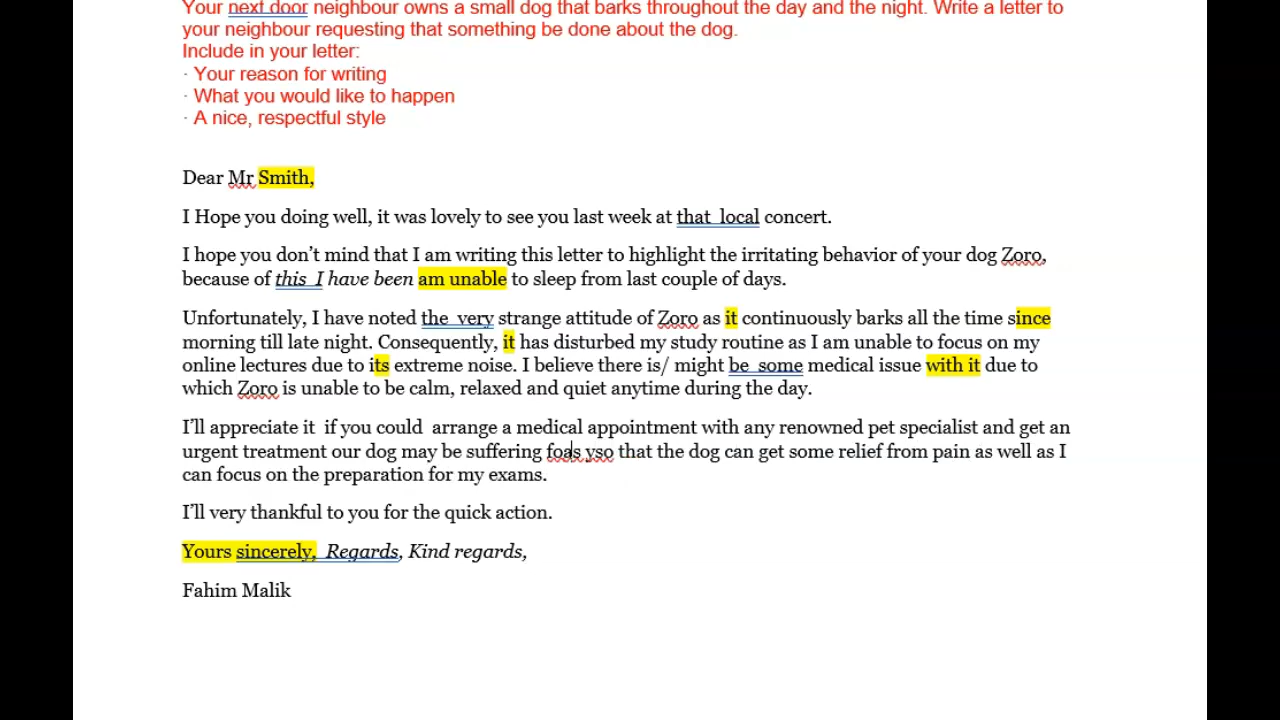 Your next door neighbour owns a small dog that barks throughout the day and the night. Write a letter to
your neighbour requesting that something be done about the dog.
Include in your letter:
· Your reason for writing
· What you would like to happen
· A nice, respectful style
Dear Mr Smith,
I Hope you doing well, it was lovely to see you last week at that  local concert.
I hope you don’t mind that I am writing this letter to highlight the irritating behavior of your dog Zoro,
because of this  I have been am unable to sleep from last couple of days.
Unfortunately, I have noted the  very strange attitude of Zoro as it continuously barks all the time since
morning till late night. Consequently, it has disturbed my study routine as I am unable to focus on my
online lectures due to its extreme noise. I believe there is/ might be  some medical issue with it due to
which Zoro is unable to be calm, relaxed and quiet anytime during the day.
I’ll appreciate it  if you could  arrange a medical appointment with any renowned pet specialist and get an
urgent treatment our dog may be suffering foas yso that the dog can get some relief from pain as well as I
can focus on the preparation for my exams.
I’ll very thankful to you for the quick action.
Yours sincerely,  Regards, Kind regards,
Fahim Malik